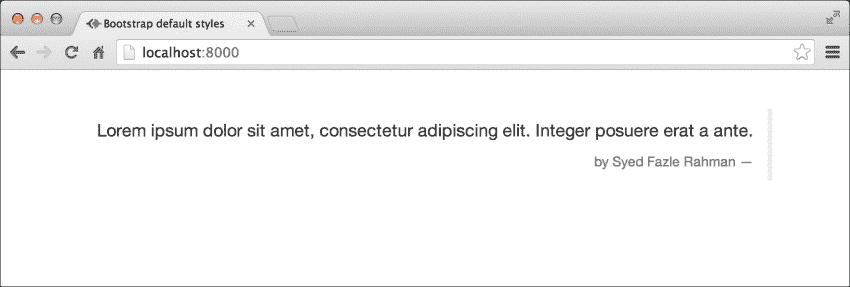 Bootstrap default styles
localhost:8000
Lorem ipsum dolor sit amet, consectetur adipiscing elit. Integer posuere erat a ante.
by Syed Fazle Rahman —